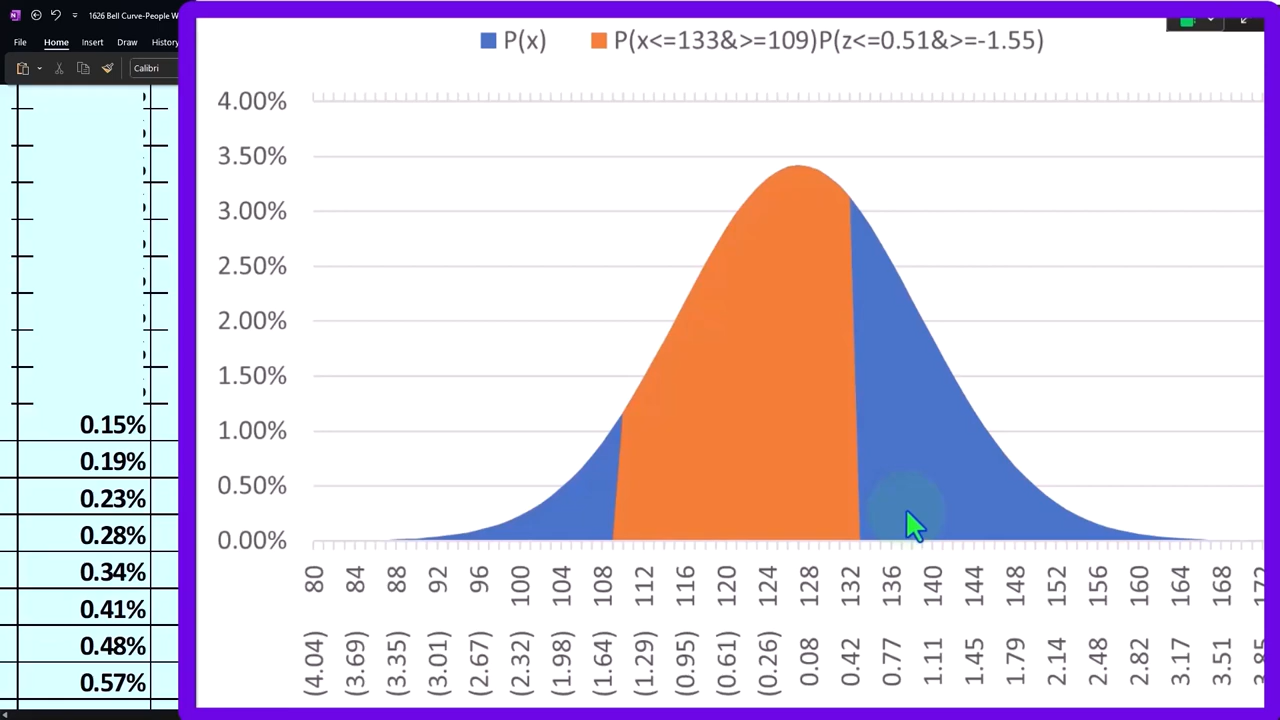 1626 Bell Curve-People W
File Home Insert Draw History
Calibri
0.15%
0.19%
0.23%
0.28%
0.34%
0.41%
0.48%
0.57%
P(x) P(x<=133&>=109)P(z<=0.51&>=-1.55)
4.00%
3.50%
3.00%
2.50%
2.00%
1.50%
1.00%
0.50%
0.00%
80 84 88 92 96 100 104 108 112 116 120 124 128 132 136 140 144 148 152 156 160 164 168 172
(4.04) (3.69) (3.35) (3.01) (2.67) (2.32) (1.98) (1.64) (1.29) (0.95) (0.61) (0.26) 0.08 0.42 0.77 1.11 1.45 1.79 2.14 2.48 2.82 3.17 3.51 3.85